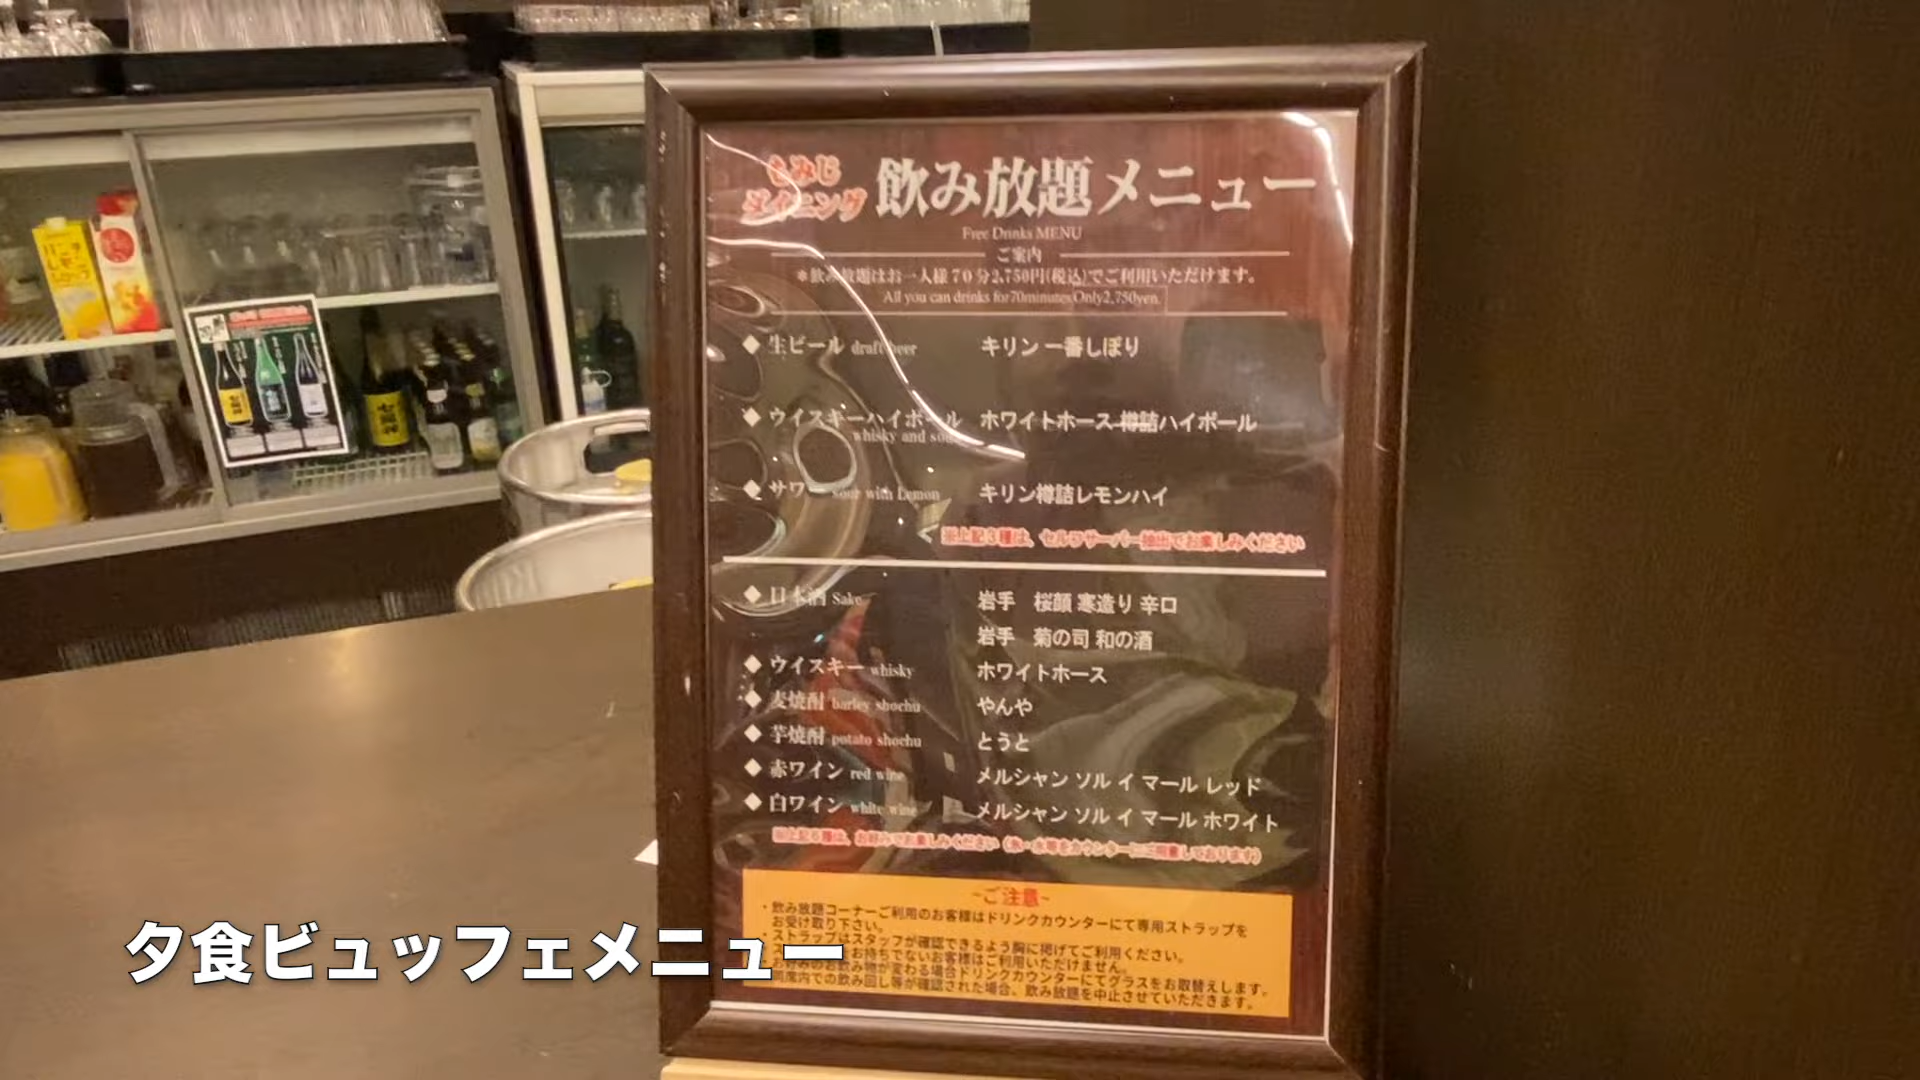 もみじ
ダイニング
飲み放題メニュー
Free Drinks MENU
ご案内
*飲み放題はお一人様70分2,750円(税込)でご利用いただけます。
All you can drinks for70minutes Only2,750yen.
◆ 生ビール draft beer キリン 一番しぼり
◆ ウイスキーハイボール ホワイトホース 樽詰ハイボール
whisky and soda
◆ サワー sour with Lemon キリン樽詰レモンハイ
※上記3種は、セルフサーバー抽出でお楽しみください
◆ 日本酒 Sake 岩手 桜顔 寒造り 辛口
岩手 菊の司 和の酒
◆ ウイスキー whisky ホワイトホース
◆ 麦焼酎 barley shochu やんや
◆ 芋焼酎 potato shochu とうと
◆ 赤ワイン red wine メルシャン ソル イ マール レッド
◆ 白ワイン white wine メルシャン ソル イ マール ホワイト
※上記6種は、お好みでお楽しみください（氷・水等をカウンターにご用意しております）
~ご注意~
・飲み放題コーナーご利用のお客様はドリンクカウンターにて専用ストラップを
お受け取り下さい。
・ストラップはスタッフが確認できるよう胸に掲げてご利用ください。
お持ちでないお客様はご利用いただけません。
お飲み物が変わる場合ドリンクカウンターにてグラスをお取替えします。
席内での飲み回し等が確認された場合、飲み放題を中止させていただきます。
夕食ビュッフェメニュー